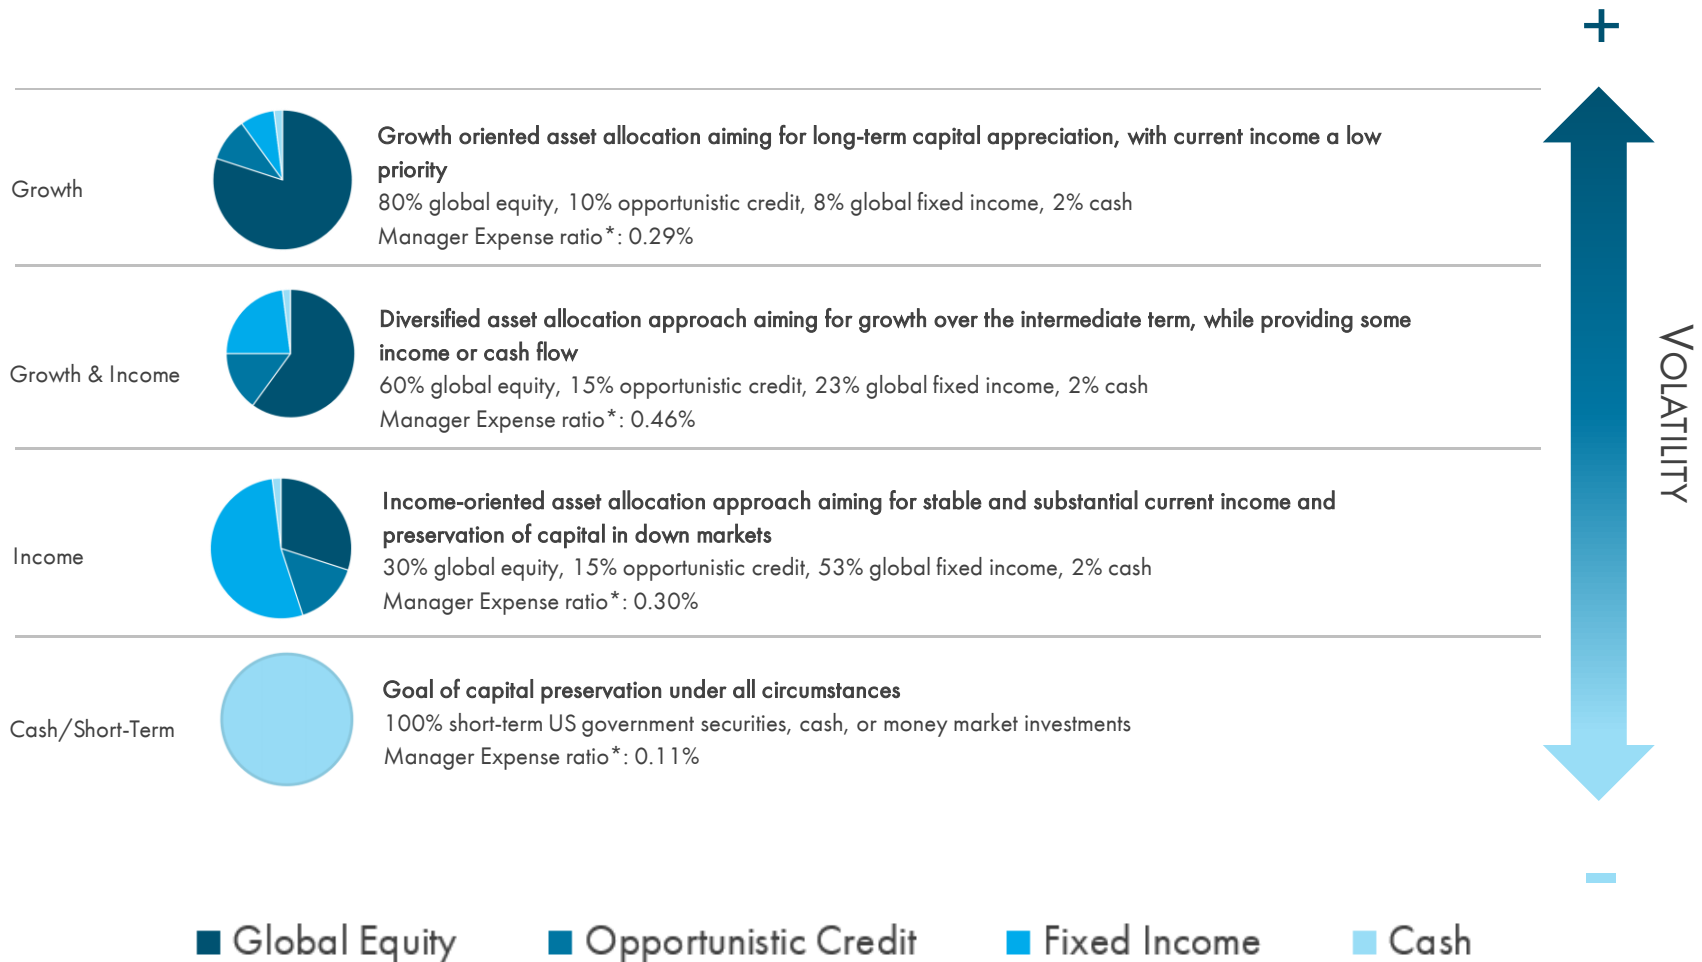 +
Growth
Growth oriented asset allocation aiming for long-term capital appreciation, with current income a low
priority
80% global equity, 10% opportunistic credit, 8% global fixed income, 2% cash
Manager Expense ratio*: 0.29%
Growth & Income
Diversified asset allocation approach aiming for growth over the intermediate term, while providing some
income or cash flow
60% global equity, 15% opportunistic credit, 23% global fixed income, 2% cash
Manager Expense ratio*: 0.46%
Income
Income-oriented asset allocation approach aiming for stable and substantial current income and
preservation of capital in down markets
30% global equity, 15% opportunistic credit, 53% global fixed income, 2% cash
Manager Expense ratio*: 0.30%
Cash/Short-Term
Goal of capital preservation under all circumstances
100% short-term US government securities, cash, or money market investments
Manager Expense ratio*: 0.11%
VOLATILITY
-
Global Equity
Opportunistic Credit
Fixed Income
Cash